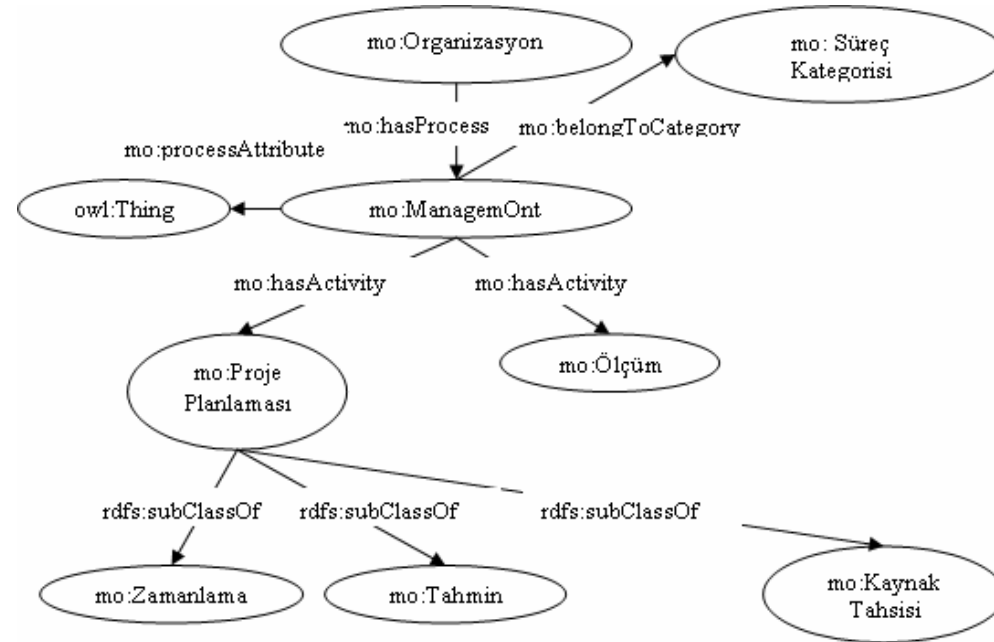 mo:Organizasyon
mo: Süreç
Kategorisi
mo:hasProcess
mo:belongToCategory
mo:processAttribute
owl:Thing
mo:ManagemOnt
mo:hasActivity
mo:hasActivity
mo:Proje
Planlaması
mo:Ölçüm
rdfs:subClassOf
rdfs:subClassOf
rdfs:subClassOf
mo:Zamanlama
mo:Tahmin
mo:Kaynak
Tahsisi